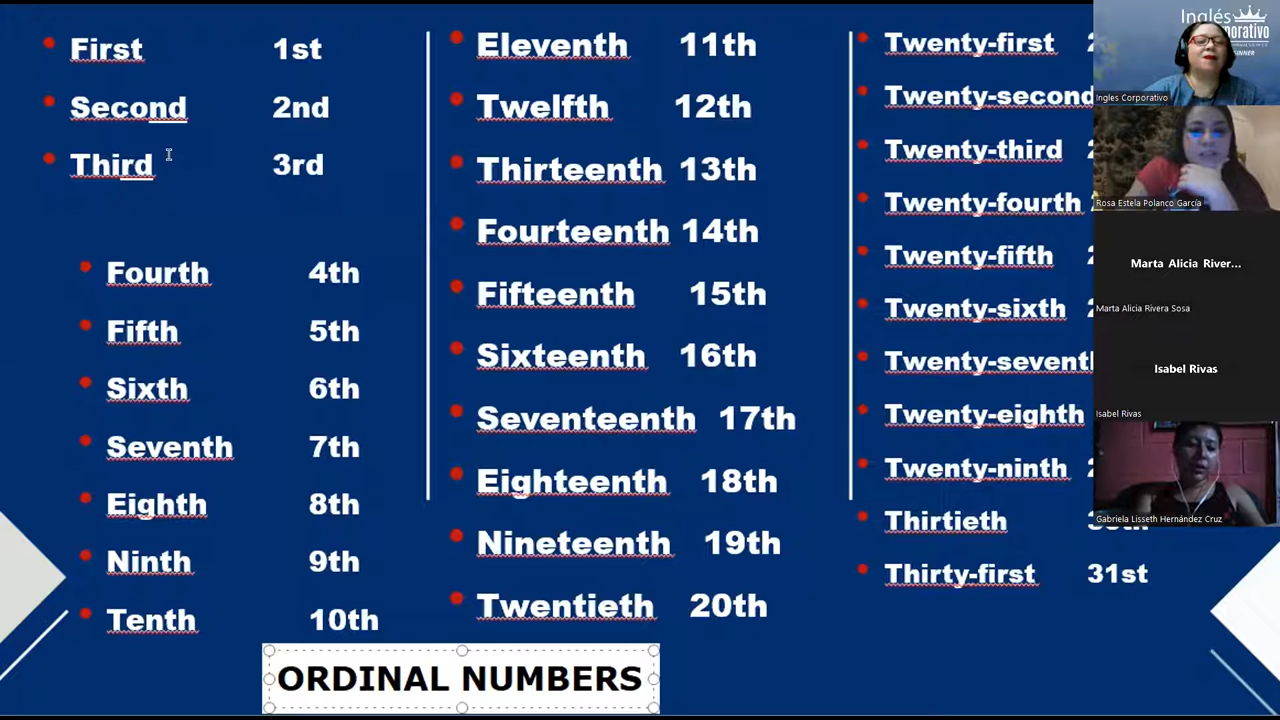 First 1st
Second 2nd
Third 3rd
Fourth 4th
Fifth 5th
Sixth 6th
Seventh 7th
Eighth 8th
Ninth 9th
Tenth 10th
Eleventh 11th
Twelfth 12th
Thirteenth 13th
Fourteenth 14th
Fifteenth 15th
Sixteenth 16th
Seventeenth 17th
Eighteenth 18th
Nineteenth 19th
Twentieth 20th
Twenty-first
Twenty-second
Twenty-third
Twenty-fourth
Twenty-fifth
Twenty-sixth
Twenty-sevent
Twenty-eighth
Twenty-ninth
Thirtieth
Thirty-first 31st
ORDINAL NUMBERS
Inglés
Ingles Corporativo
Rosa Estela Polanco García
Marta Alicia River...
Marta Alicia Rivera Sosa
Isabel Rivas
Isabel Rivas
Gabriela Lisseth Hernández Cruz